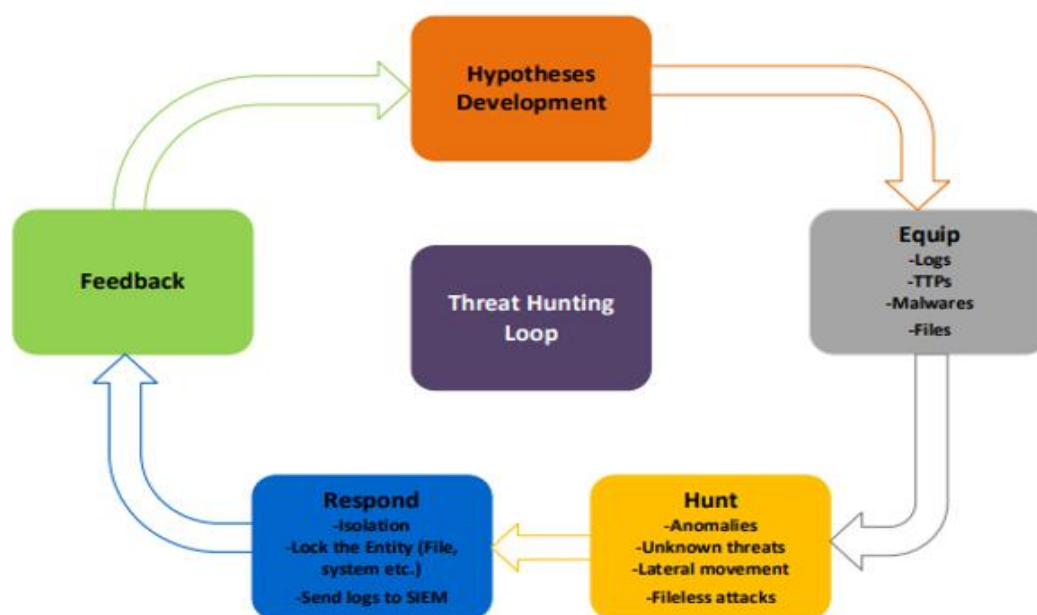 Hypotheses
Development
Equip
-Logs
-TTPs
-Malwares
-Files
Hunt
-Anomalies
-Unknown threats
-Lateral movement
-Fileless attacks
Respond
-Isolation
-Lock the Entity (File,
system etc.)
-Send logs to SIEM
Feedback
Threat Hunting
Loop